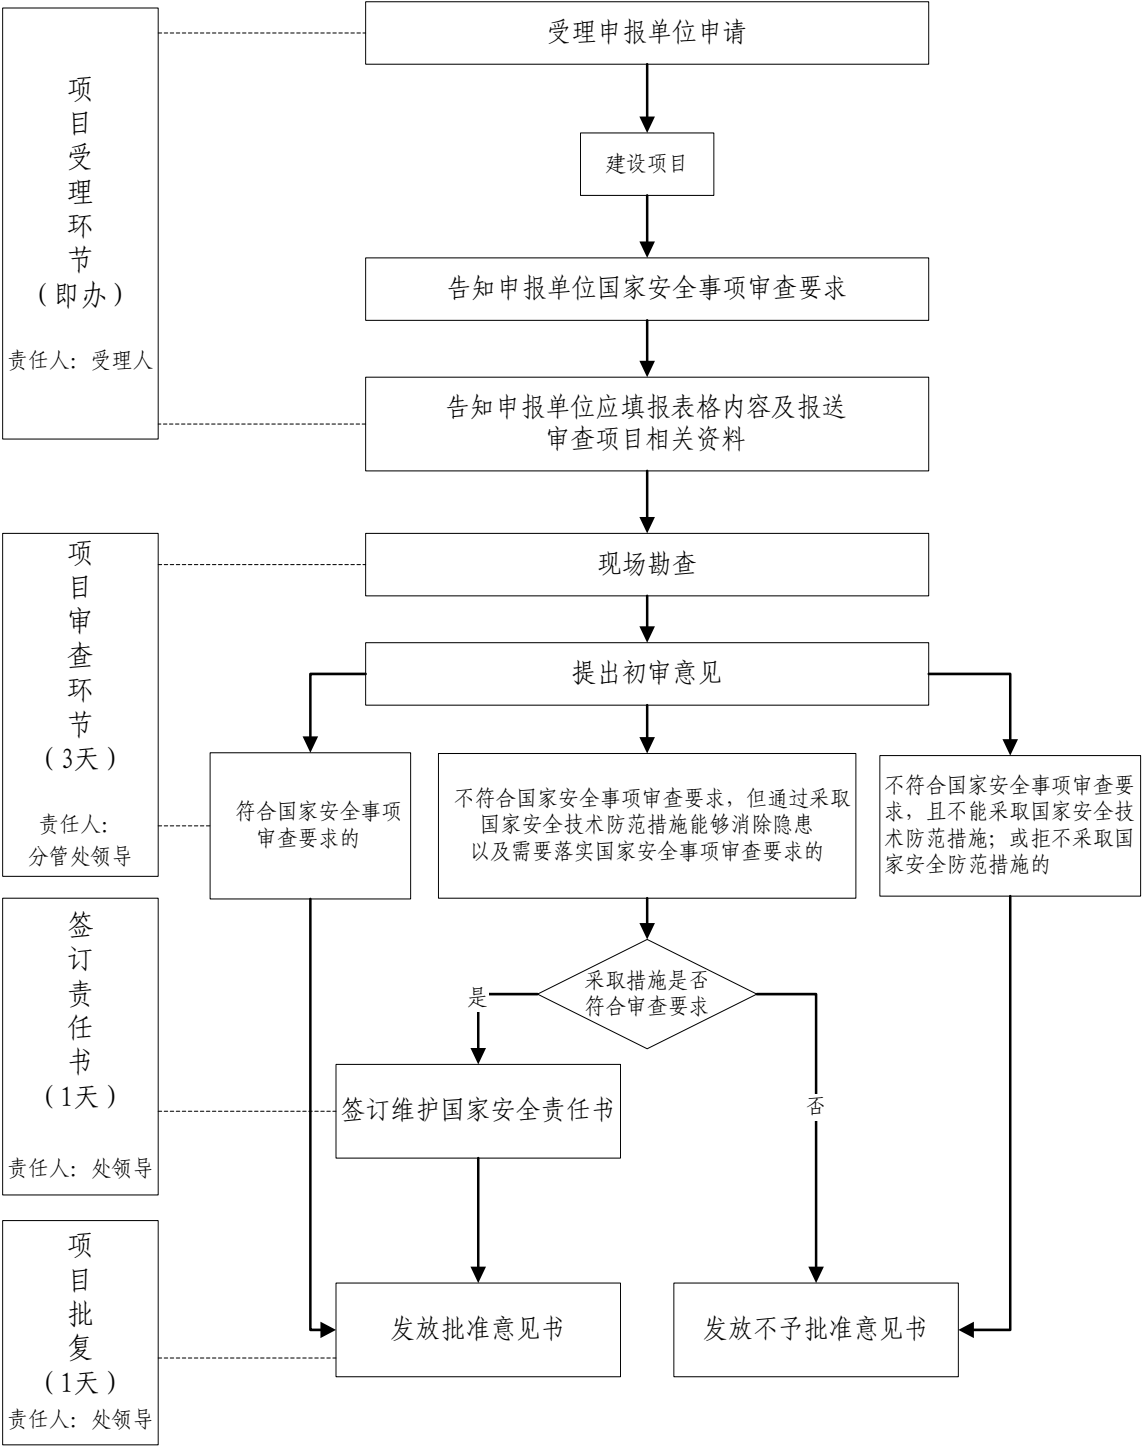 受理申报单位申请
建设项目
告知申报单位国家安全事项审查要求
告知申报单位应填报表格内容及报送
审查项目相关资料
项
目
受
理
环
节
（即办）
责任人：受理人
现场勘查
提出初审意见
项
目
审
查
环
节
（3天）
责任人：
分管处领导
符合国家安全事项
审查要求的
不符合国家安全事项审查要求，但通过采取
国家安全技术防范措施能够消除隐患
以及需要落实国家安全事项审查要求的
不符合国家安全事项审查要
求，且不能采取国家安全技
术防范措施；或拒不采取国
家安全防范措施的
采取措施是否
符合审查要求
是
否
签
订
责
任
书
（1天）
责任人：处领导
签订维护国家安全责任书
项
目
批
复
（1天）
责任人：处领导
发放批准意见书
发放不予批准意见书